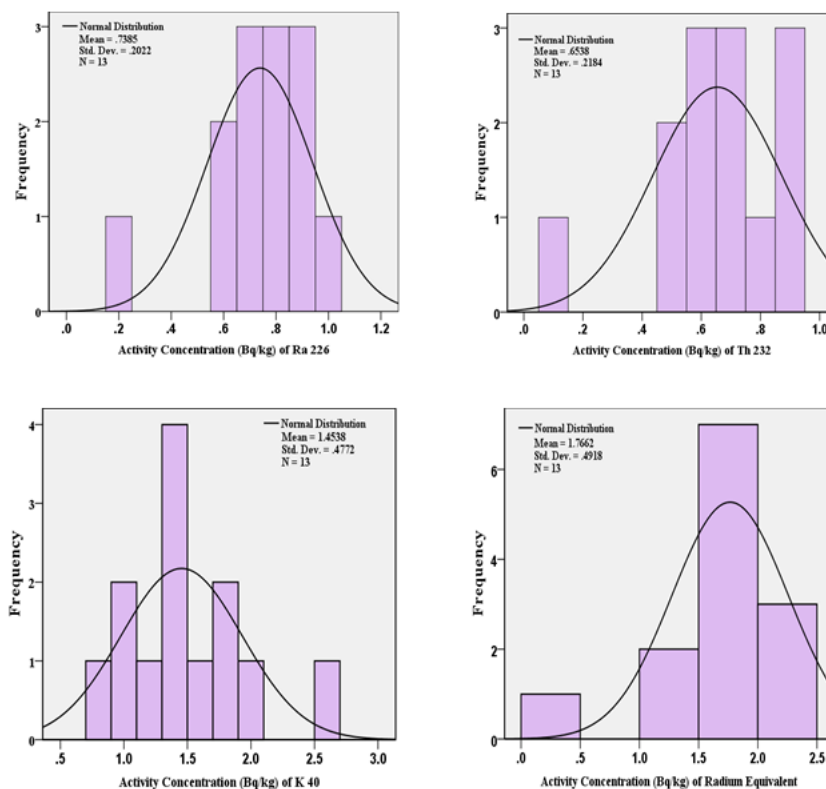 Normal Distribution
Mean = .7385
Std. Dev. = .2022
N = 13
3
2
1
0
Frequency
.0 .2 .4 .6 .8 1.0 1.2
Activity Concentration (Bq/kg) of Ra 226
Normal Distribution
Mean = .6538
Std. Dev. = .2184
N = 13
3
2
1
0
Frequency
.0 .2 .4 .6 .8 1.0
Activity Concentration (Bq/kg) of Th 232
Normal Distribution
Mean = 1.4538
Std. Dev. = .4772
N = 13
4
3
2
1
0
Frequency
.5 1.0 1.5 2.0 2.5 3.0
Activity Concentration (Bq/kg) of K 40
Normal Distribution
Mean = 1.7662
Std. Dev. = .4918
N = 13
6
4
2
0
Frequency
.0 .5 1.0 1.5 2.0 2.5
Activity Concentration (Bq/kg) of Radium Equivalent